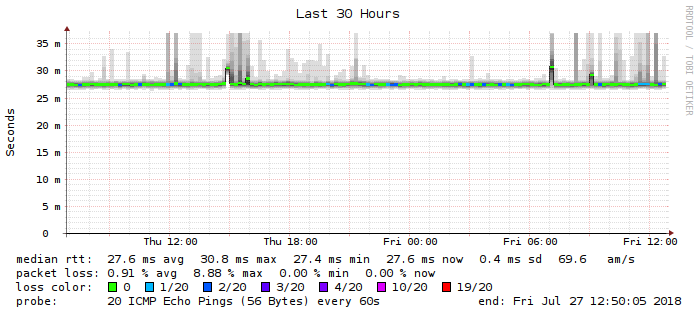 Last 30 Hours
RRDTOOL / TOBI OETIKER
Seconds
35 m
30 m
25 m
20 m
15 m
10 m
5 m
0
Thu 12:00 Thu 18:00 Fri 00:00 Fri 06:00 Fri 12:00
median rtt: 27.6 ms avg 30.8 ms max 27.4 ms min 27.6 ms now 0.4 ms sd 69.6 am/s
packet loss: 0.91 % avg 8.88 % max 0.00 % min 0.00 % now
loss color: 0 1/20 2/20 3/20 4/20 10/20 19/20
probe: 20 ICMP Echo Pings (56 Bytes) every 60s end: Fri Jul 27 12:50:05 2018